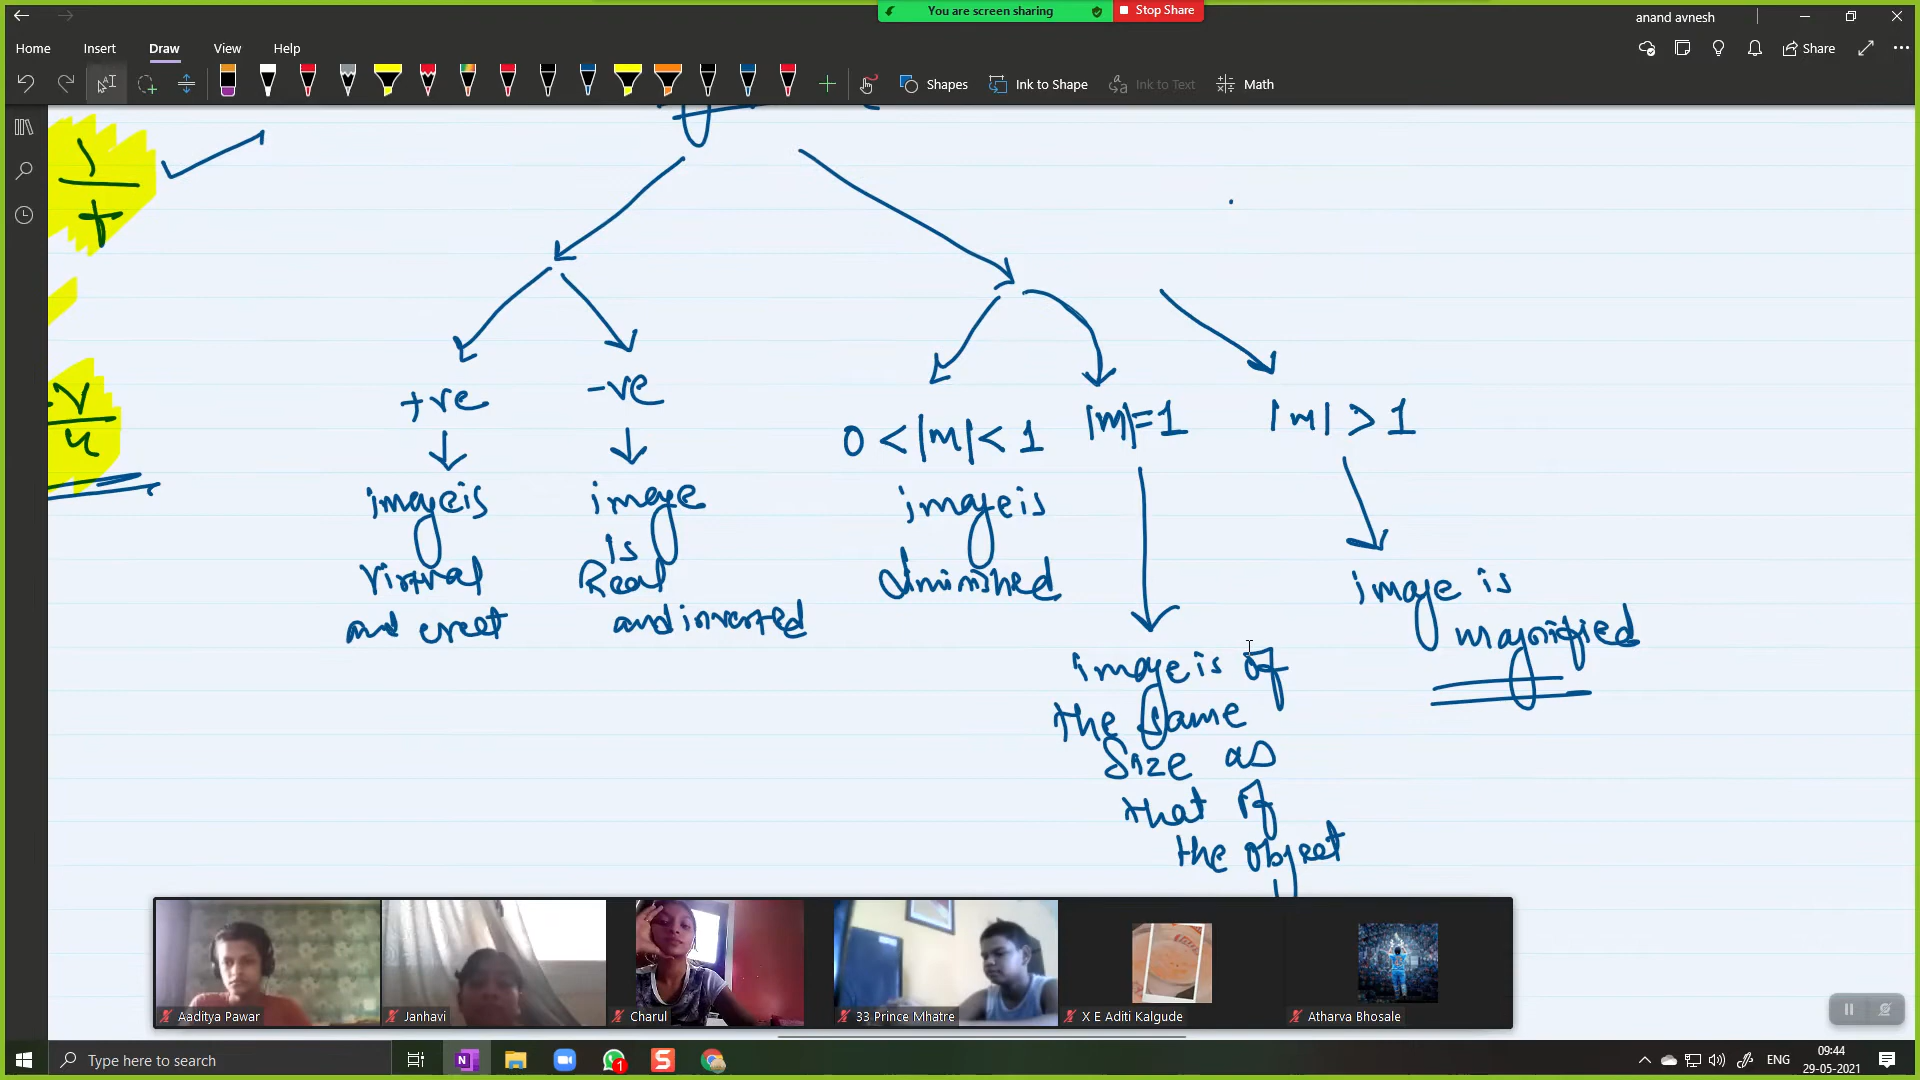 You are screen sharing
Stop Share
anand avnesh
Home Insert Draw View Help
Share
Shapes Ink to Shape Ink to Text Math
1
f
-v
u
+ve -ve
0 < |m| < 1 |m|=1 |m| > 1
image is
virtual
and erect
image
is
Real
and inverted
image is
diminished
image is of
the same
size as
that of
the object
image is
magnified
Aaditya Pawar Janhavi Charul 33 Prince Mhatre X E Aditi Kalgude Atharva Bhosale
Type here to search
1
ENG
09:44
29-05-2021